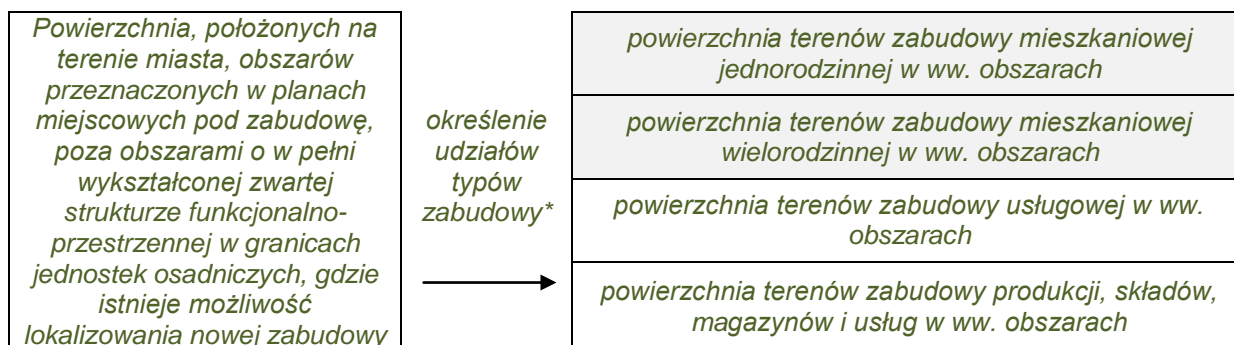 Powierzchnia, położonych na
terenie miasta, obszarów
przeznaczonych w planach
miejscowych pod zabudowę,
poza obszarami o w pełni
wykształconej zwartej
strukturze funkcjonalno-
przestrzennej w granicach
jednostek osadniczych, gdzie
istnieje możliwość
lokalizowania nowej zabudowy
określenie
udziałów
typów
zabudowy*
powierzchnia terenów zabudowy mieszkaniowej
jednorodzinnej w ww. obszarach
powierzchnia terenów zabudowy mieszkaniowej
wielorodzinnej w ww. obszarach
powierzchnia terenów zabudowy usługowej w ww.
obszarach
powierzchnia terenów zabudowy produkcji, składów,
magazynów i usług w ww. obszarach